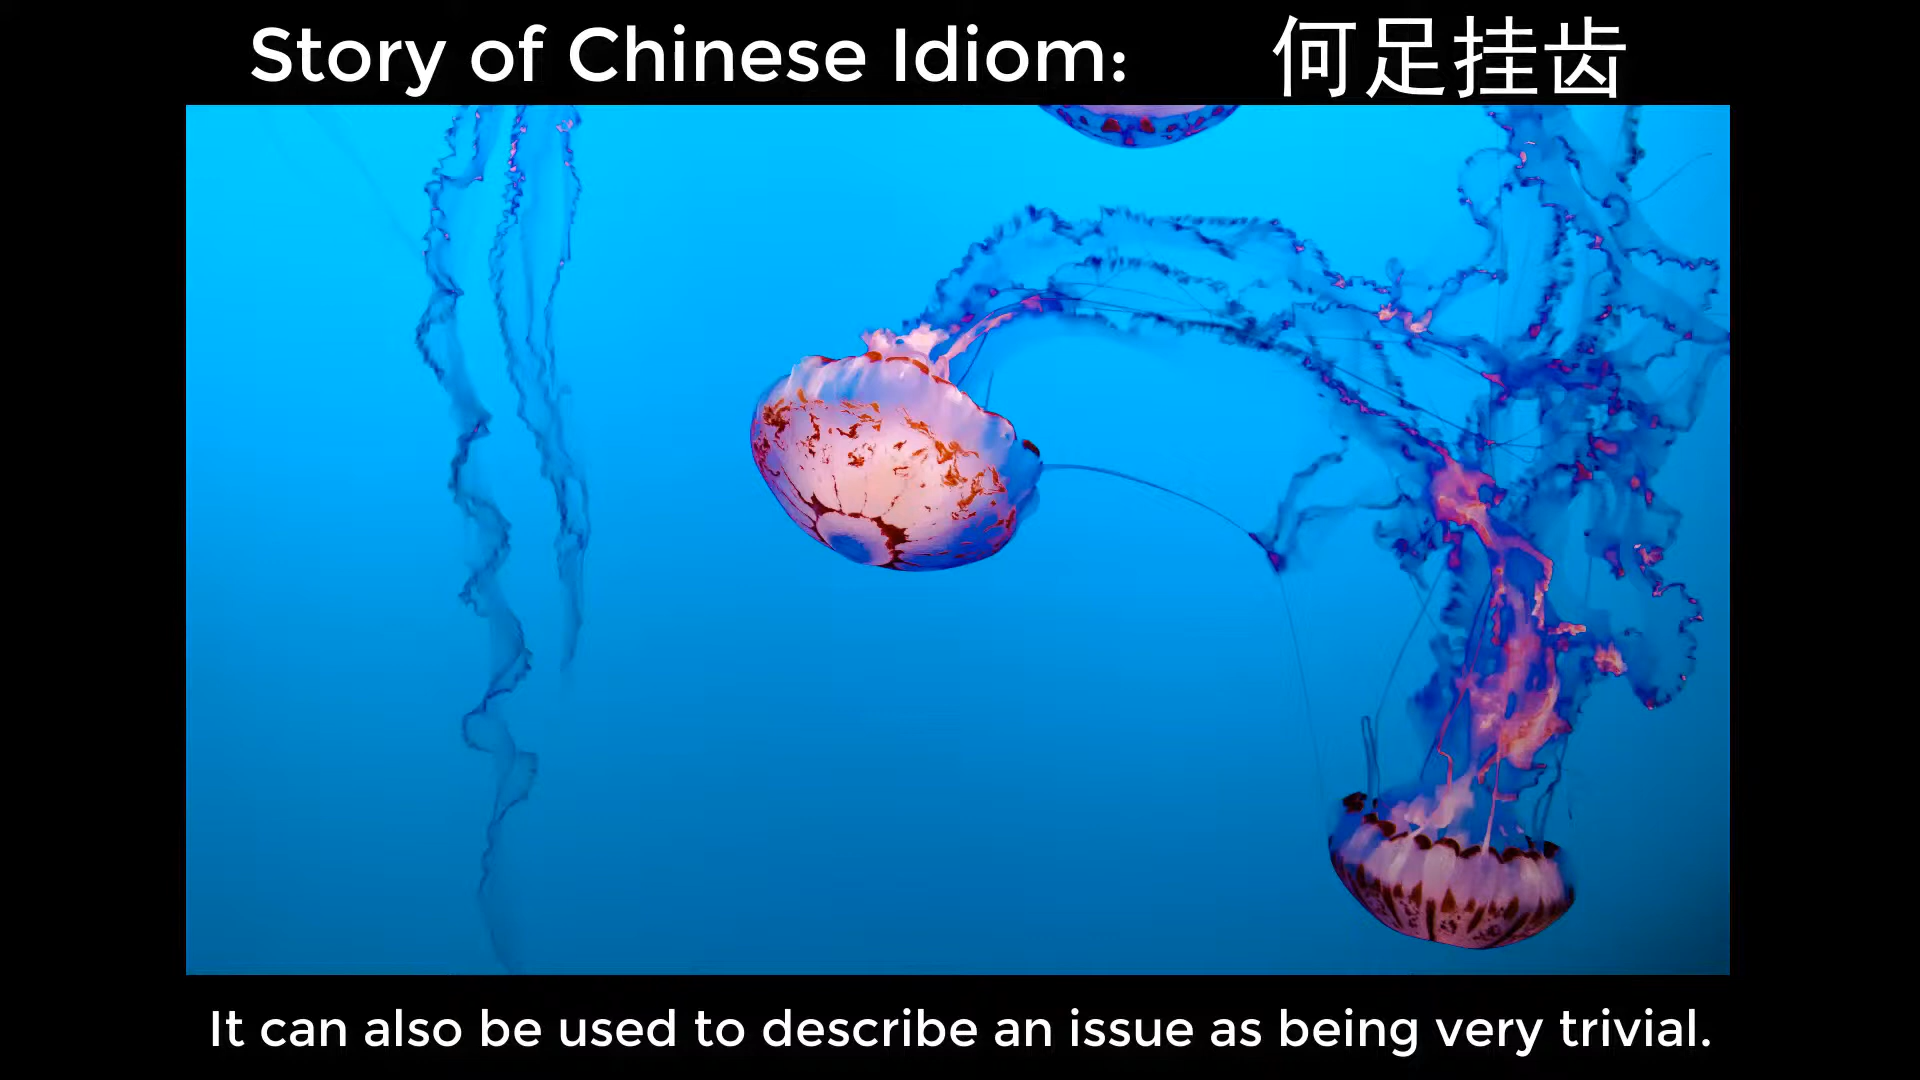 Story of Chinese Idiom: 何足挂齿
It can also be used to describe an issue as being very trivial.